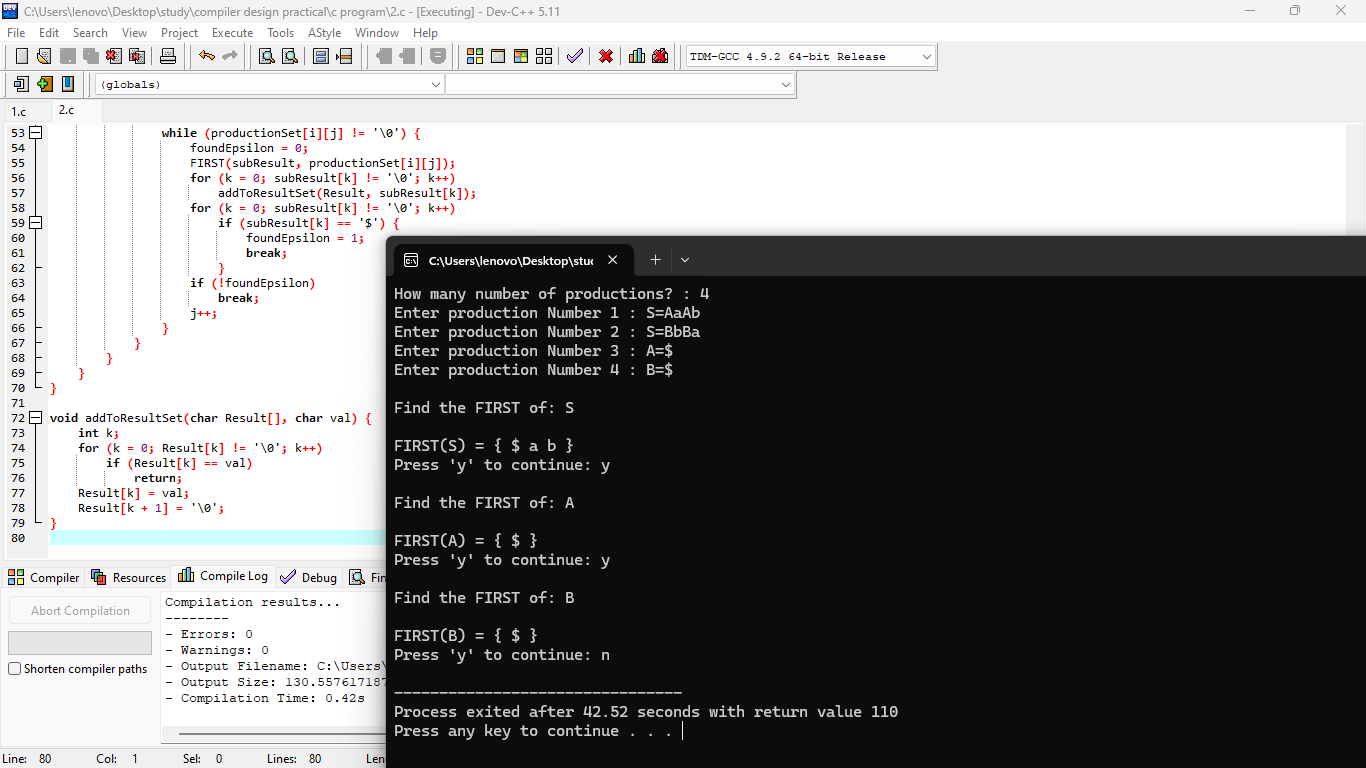 C:\Users\lenovo\Desktop\study\compiler design practical\c program\2.c - [Executing] - Dev-C++ 5.11
File Edit Search View Project Execute Tools AStyle Window Help
TDM-GCC 4.9.2 64-bit Release
(globals)
1.c 2.c
53 while (productionSet[i][j] != '\0') {
54 foundEpsilon = 0;
55 FIRST(subResult, productionSet[i][j]);
56 for (k = 0; subResult[k] != '\0'; k++)
57 addToResultSet(Result, subResult[k]);
58 for (k = 0; subResult[k] != '\0'; k++)
59 if (subResult[k] == '$') {
60 foundEpsilon = 1;
61 break;
62 }
63 if (!foundEpsilon)
64 break;
65 j++;
66 }
67 }
68 }
69 }
70 }
71
72 void addToResultSet(char Result[], char val) {
73 int k;
74 for (k = 0; Result[k] != '\0'; k++)
75 if (Result[k] == val)
76 return;
77 Result[k] = val;
78 Result[k + 1] = '\0';
79 }
80
C:\Users\lenovo\Desktop\stu
How many number of productions? : 4
Enter production Number 1 : S=AaAb
Enter production Number 2 : S=BbBa
Enter production Number 3 : A=$
Enter production Number 4 : B=$
Find the FIRST of: S
FIRST(S) = { $ a b }
Press 'y' to continue: y
Find the FIRST of: A
FIRST(A) = { $ }
Press 'y' to continue: y
Find the FIRST of: B
FIRST(B) = { $ }
Press 'y' to continue: n
--------------------------------
Process exited after 42.52 seconds with return value 110
Press any key to continue . . .
Compiler Resources Compile Log Debug Fin
Abort Compilation
Shorten compiler paths
Compilation results...
--------
- Errors: 0
- Warnings: 0
- Output Filename: C:\Users\
- Output Size: 130.557617187
- Compilation Time: 0.42s
Line: 80 Col: 1 Sel: 0 Lines: 80 Len